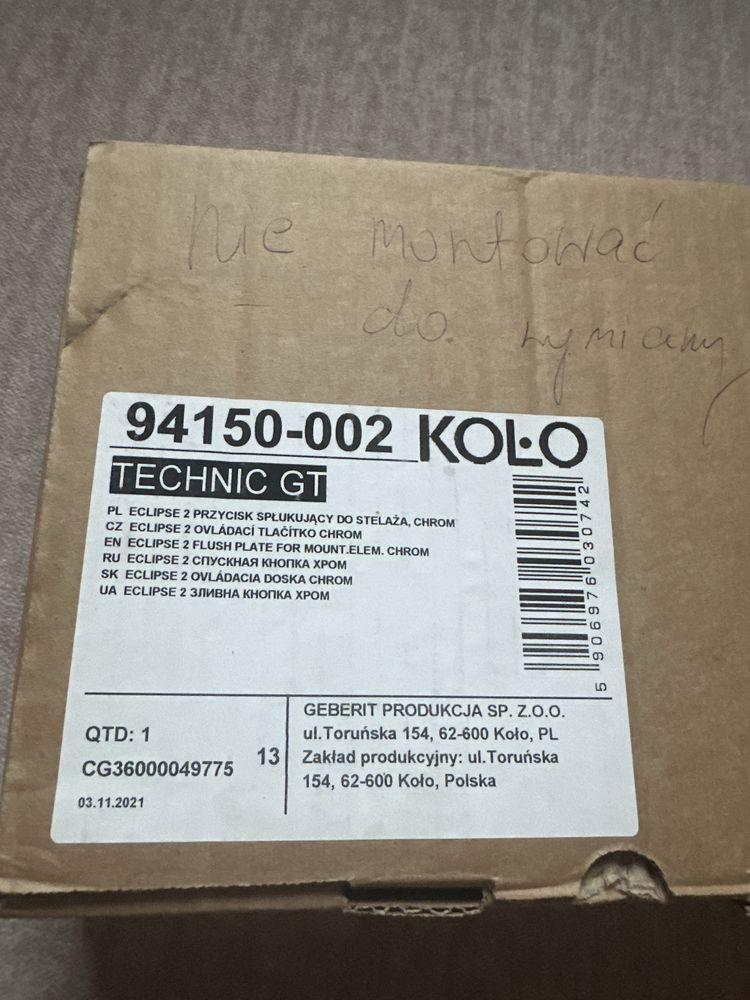 Nie montować
do wymiany
94150-002 KOŁO
TECHNIC GT
PL ECLIPSE 2 PRZYCISK SPŁUKUJĄCY DO STELAŻA, CHROM
CZ ECLIPSE 2 OVLÁDACÍ TLAČÍTKO CHROM
EN ECLIPSE 2 FLUSH PLATE FOR MOUNT.ELEM. CHROM
RU ECLIPSE 2 СПУСКНАЯ КНОПКА ХРОМ
SK ECLIPSE 2 OVLÁDACIA DOSKA CHROM
UA ECLIPSE 2 ЗЛИВНА КНОПКА ХРОМ
5 906976 030742
QTD: 1
CG36000049775
13
03.11.2021
GEBERIT PRODUKCJA SP. Z.O.O.
ul.Toruńska 154, 62-600 Koło, PL
Zakład produkcyjny: ul.Toruńska
154, 62-600 Koło, Polska